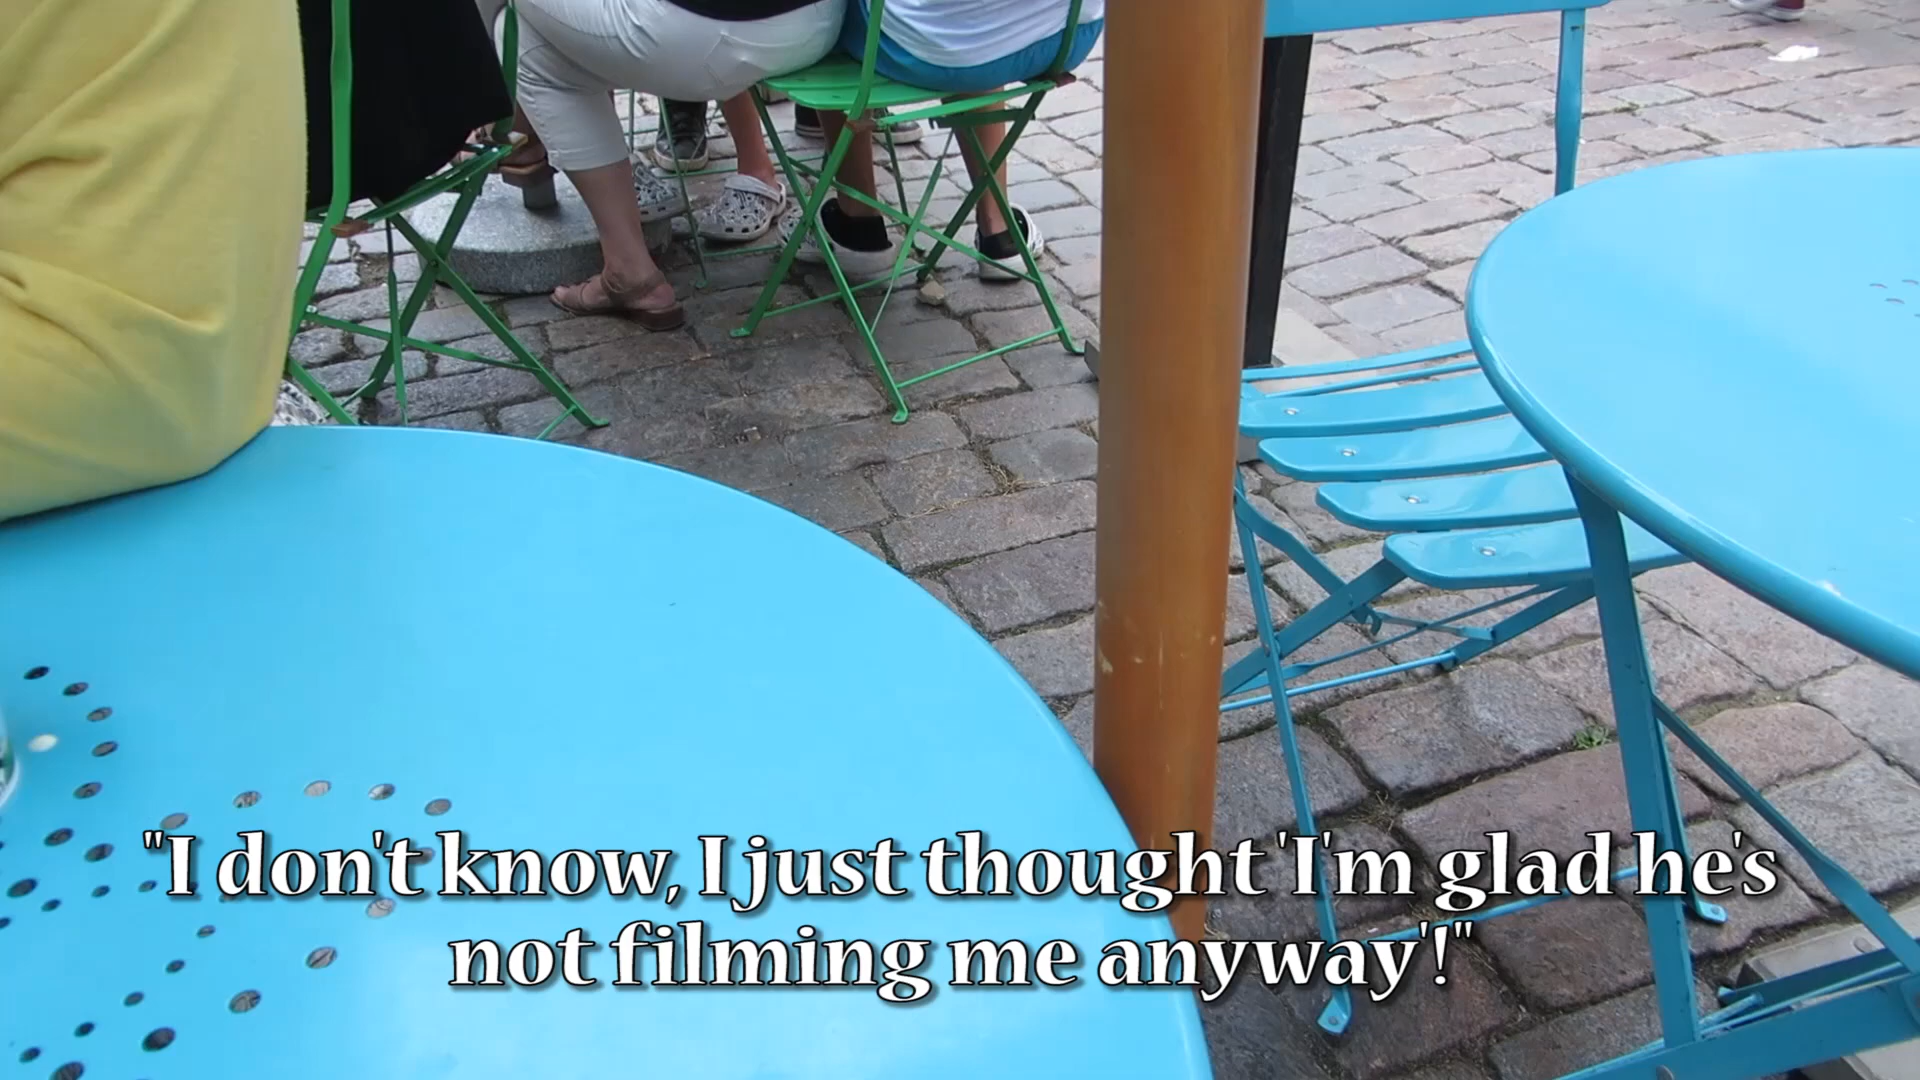 "I don't know, I just thought 'I'm glad he's
not filming me anyway'!"